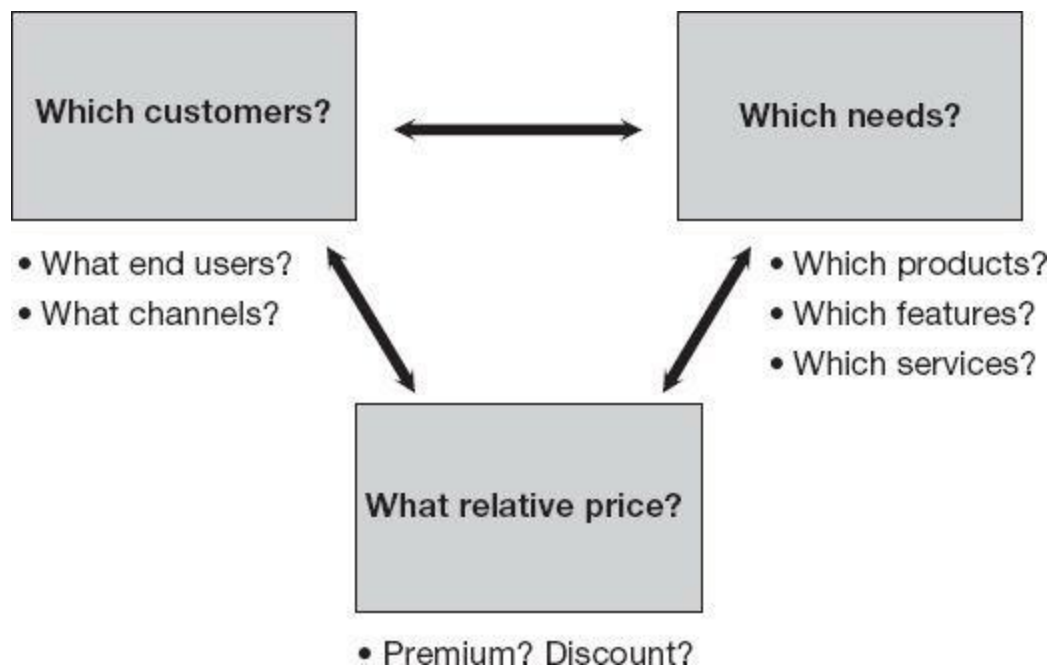 Which customers?
Which needs?
• What end users?
• What channels?
• Which products?
• Which features?
• Which services?
What relative price?
• Premium? Discount?